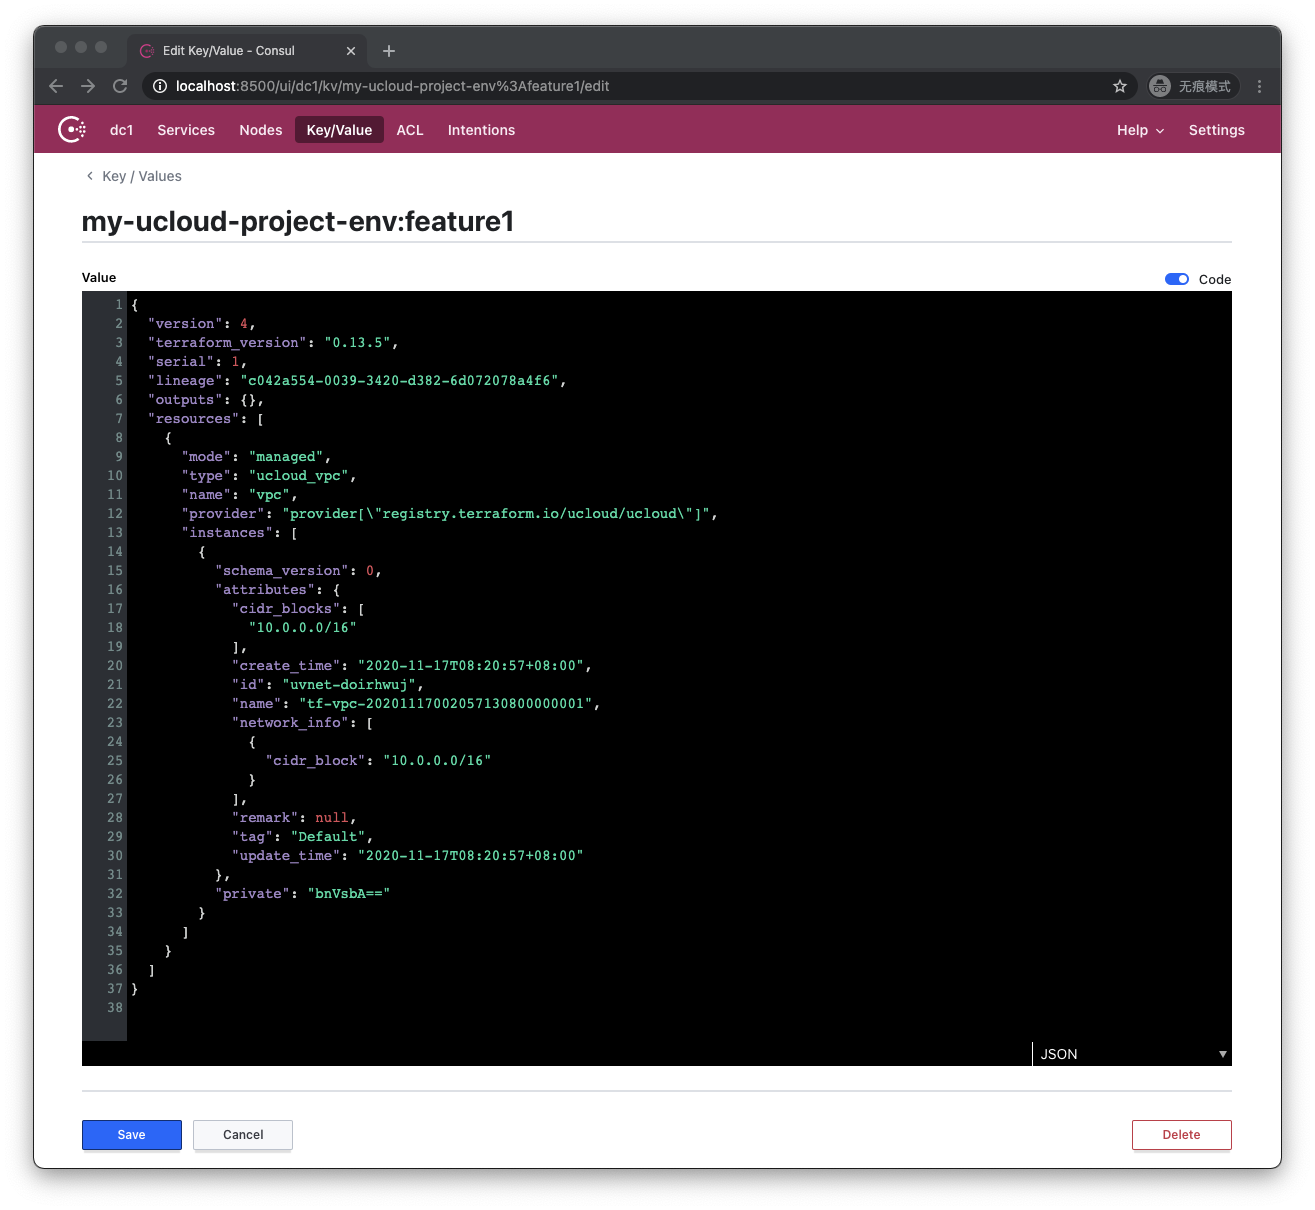 Edit Key/Value - Consul
localhost:8500/ui/dc1/kv/my-ucloud-project-env%3Afeature1/edit
无痕模式
dc1 Services Nodes Key/Value ACL Intentions Help Settings
Key / Values
my-ucloud-project-env:feature1
Value
Code
1 {
2 "version": 4,
3 "terraform_version": "0.13.5",
4 "serial": 1,
5 "lineage": "c042a554-0039-3420-d382-6d072078a4f6",
6 "outputs": {},
7 "resources": [
8 {
9 "mode": "managed",
10 "type": "ucloud_vpc",
11 "name": "vpc",
12 "provider": "provider[\"registry.terraform.io/ucloud/ucloud\"]",
13 "instances": [
14 {
15 "schema_version": 0,
16 "attributes": {
17 "cidr_blocks": [
18 "10.0.0.0/16"
19 ],
20 "create_time": "2020-11-17T08:20:57+08:00",
21 "id": "uvnet-doirhwuj",
22 "name": "tf-vpc-20201117002057130800000001",
23 "network_info": [
24 {
25 "cidr_block": "10.0.0.0/16"
26 }
27 ],
28 "remark": null,
29 "tag": "Default",
30 "update_time": "2020-11-17T08:20:57+08:00"
31 },
32 "private": "bnVsbA=="
33 }
34 ]
35 }
36 ]
37 }
38
JSON
Save Cancel Delete